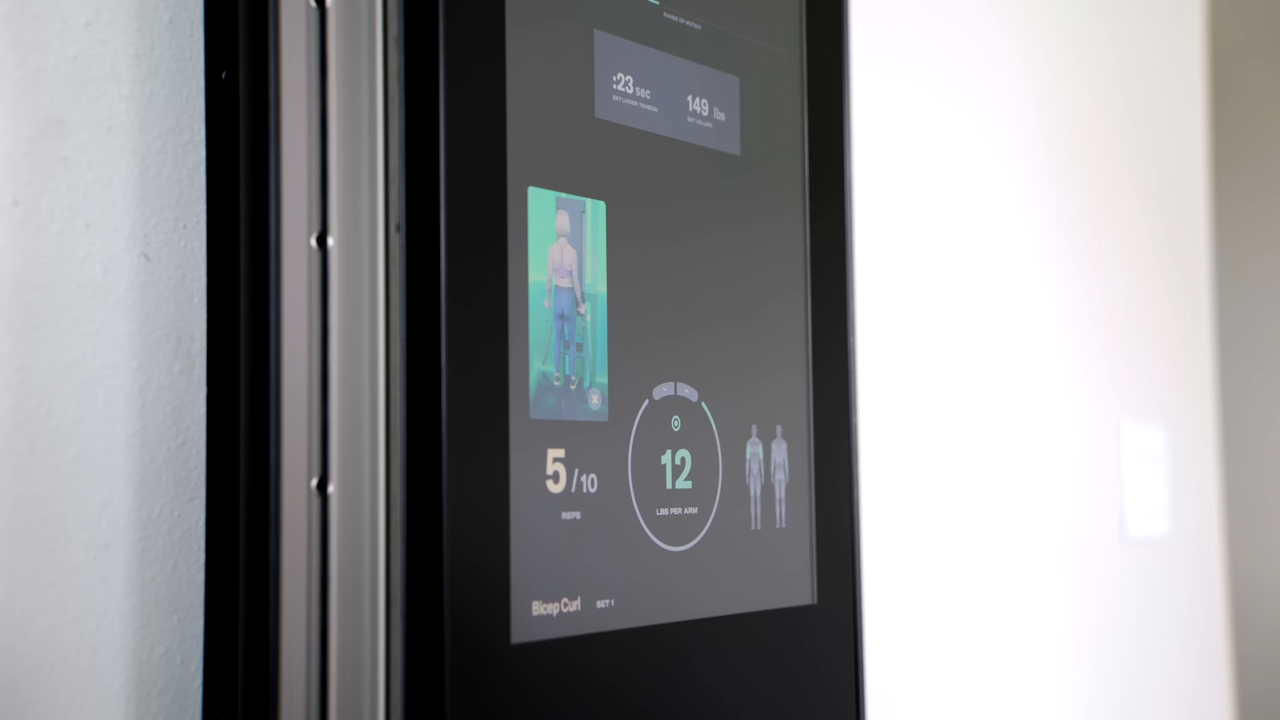 RANGE OF MOTION
:23 sec
SET UNDER TENSION
149 lbs
SET VOLUME
5/10
REPS
12
LBS PER ARM
Bicep Curl SET 1